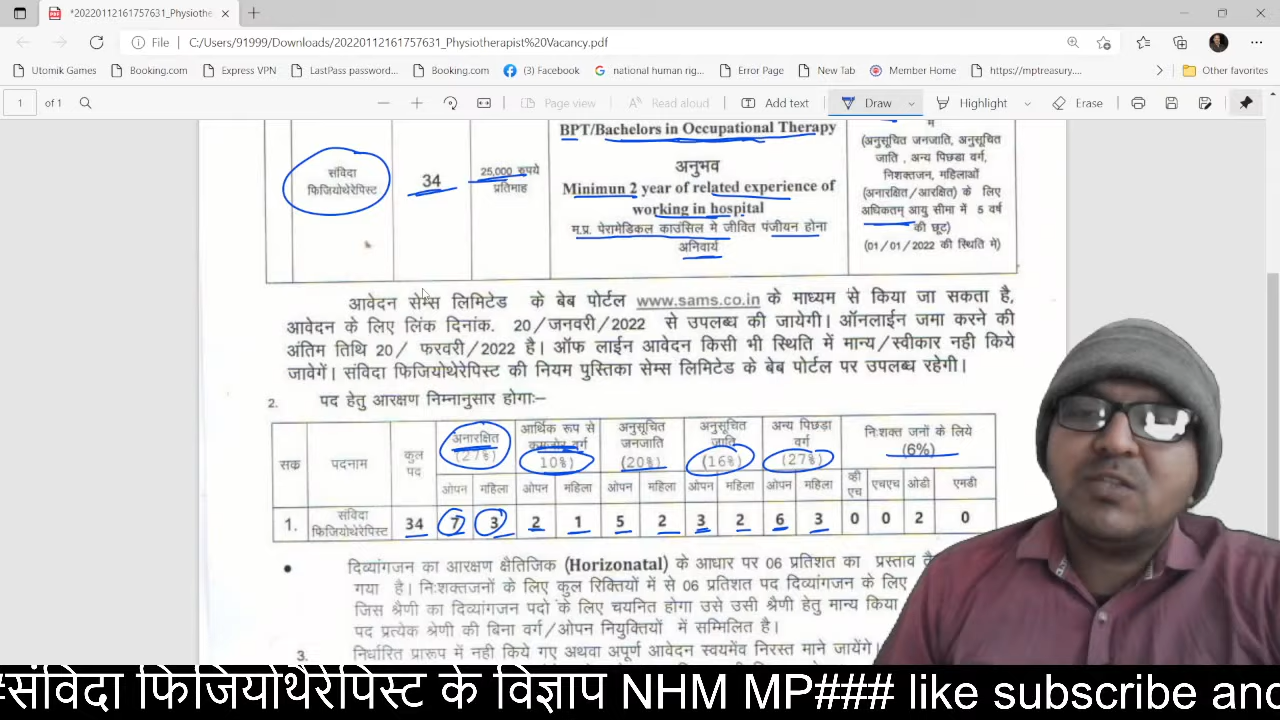 *20220112161757631_Physiothe
File
C:/Users/91999/Downloads/20220112161757631_Physiotherapist%20Vacancy.pdf
Utomik Games
Booking.com
Express VPN
LastPass password...
Booking.com
(3) Facebook
national human rig...
Error Page
New Tab
Member Home
https://mptreasury....
Other favorites
1 of 1
Page view
Read aloud
Add text
Draw
Highlight
Erase
BPT/Bachelors in Occupational Therapy
अनुभव
Minimun 2 year of related experience of
working in hospital
म.प्र. पेरामेडिकल काउंसिल मे जीवित पंजीयन होना
अनिवार्य
संविदा
फिजियोथेरेपिस्ट
34
25,000 रूपये
प्रतिमाह
में
(अनुसूचित जनजाति, अनुसूचित
जाति , अन्य पिछडा वर्ग,
निशक्तजन, महिलाओं
(अनारक्षित/आरक्षित) के लिए
अधिकतम् आयु सीमा में 5 वर्ष
की छूट)
(01/01/2022 की स्थिति में)
आवेदन सेम्स लिमिटेड के बेब पोर्टल www.sams.co.in के माध्यम से किया जा सकता है,
आवेदन के लिए लिंक दिनांक. 20/जनवरी/2022 से उपलब्ध की जायेगी। ऑनलाईन जमा करने की
अंतिम तिथि 20/ फरवरी/2022 है। ऑफ लाईन आवेदन किसी भी स्थिति में मान्य/स्वीकार नही किये
जावेगें। संविदा फिजियोथेरेपिस्ट की नियम पुस्तिका सेम्स लिमिटेड के बेब पोर्टल पर उपलब्ध रहेगी।
2. पद हेतु आरक्षण निम्नानुसार होगाः–
सक्र
पदनाम
कुल
पद
अनारक्षित
(27%)
आर्थिक रूप से
कमजोर वर्ग
10%)
अनुसूचित
जनजाति
(20%)
अनुसूचित
जाति
(16%)
अन्य पिछड़ा
वर्ग
(27%)
निःशक्त जनों के लिये
(6%)
ओपन महिला ओपन महिला ओपन महिला ओपन महिला ओपन महिला व्ही एच एचएच ओडी एमडी
1. संविदा
फिजियोथेरेपिस्ट 34 7 3 2 1 5 2 3 2 6 3 0 0 2 0
दिव्यांगजन का आरक्षण क्षैतिजिक (Horizonatal) के आधार पर 06 प्रतिशत का प्रस्ताव
गया है। निःशक्तजनों के लिए कुल रिक्तियों में से 06 प्रतिशत पद दिव्यांगजन के लिए
जिस श्रेणी का दिव्यांगजन पदो के लिए चयनित होगा उसे उसी श्रेणी हेतु मान्य किया
पद प्रत्येक श्रेणी की बिना वर्ग/ओपन नियुक्तियों में सम्मिलित है।
3. निर्धारित प्रारूप में नही किये गए अथवा अपूर्ण आवेदन स्वयमेंव निरस्त माने जायेंगे।
#संविदा फिजियोथैरेपिस्ट के विज्ञाप NHM MP### like subscribe and